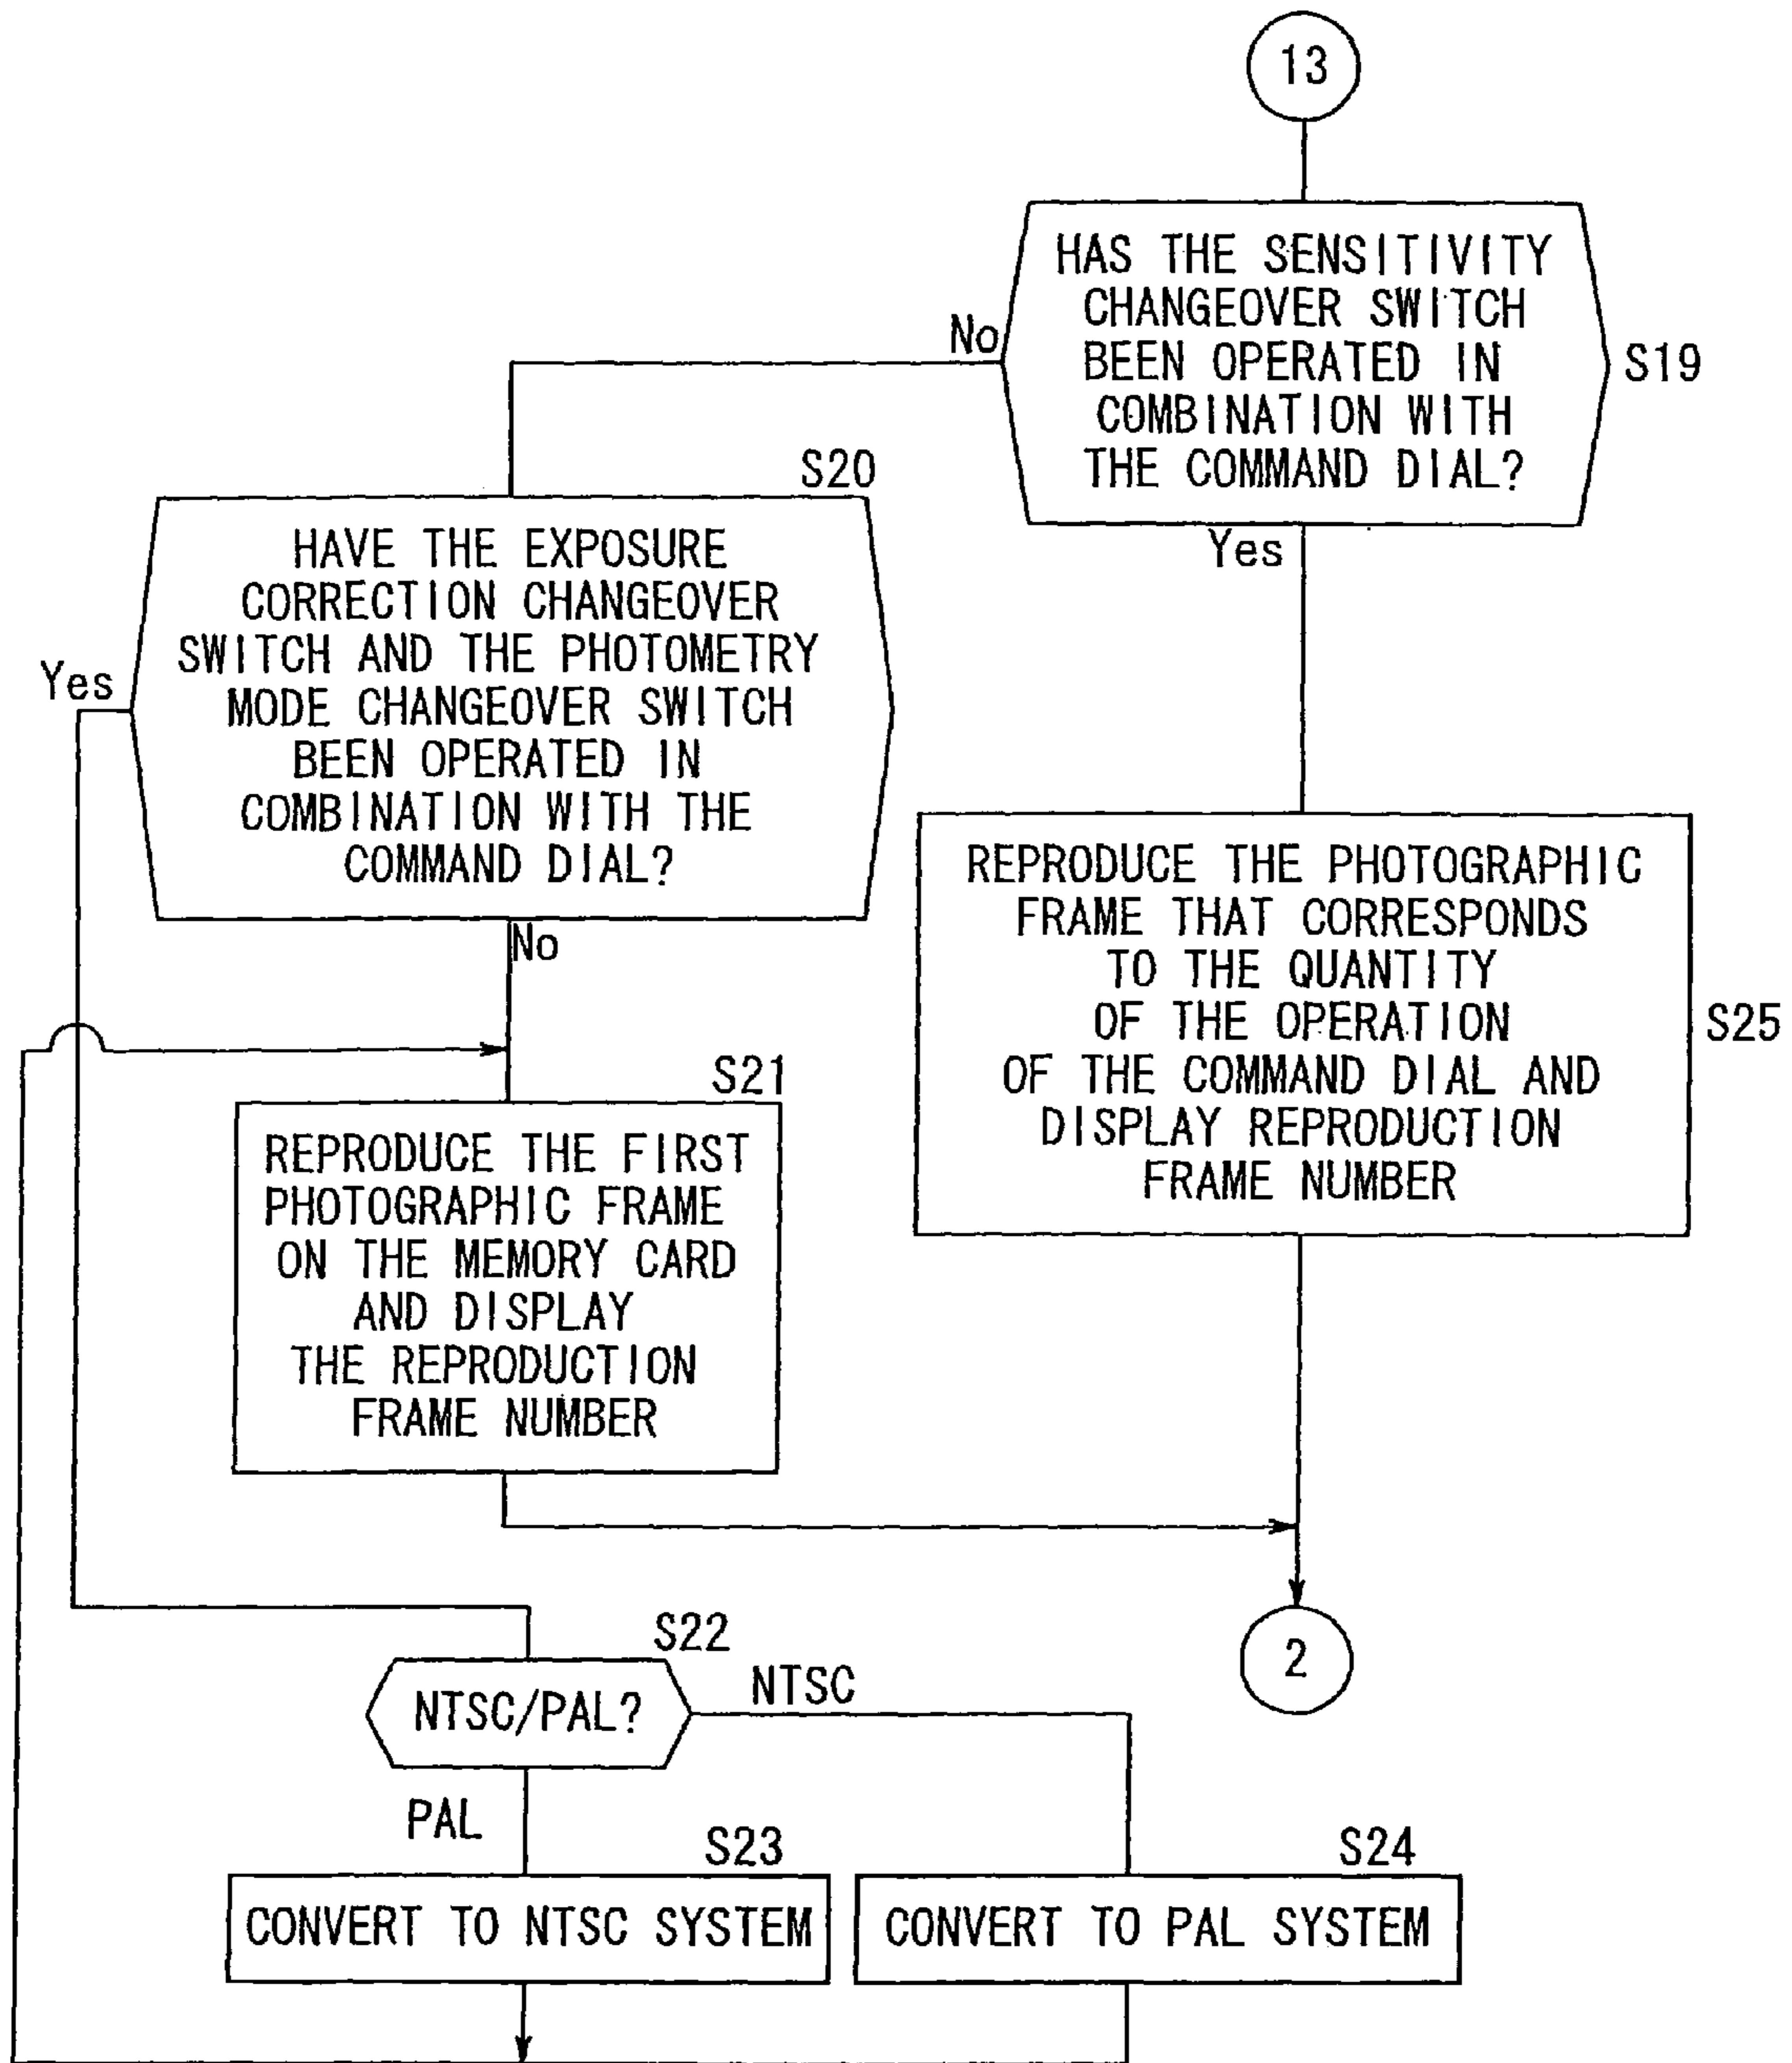 13
HAS THE SENSITIVITY
CHANGEOVER SWITCH
BEEN OPERATED IN
COMBINATION WITH
THE COMMAND DIAL?
S19
No
Yes
S20
HAVE THE EXPOSURE
CORRECTION CHANGEOVER
SWITCH AND THE PHOTOMETRY
MODE CHANGEOVER SWITCH
BEEN OPERATED IN
COMBINATION WITH THE
COMMAND DIAL?
Yes
No
REPRODUCE THE PHOTOGRAPHIC
FRAME THAT CORRESPONDS
TO THE QUANTITY
OF THE OPERATION
OF THE COMMAND DIAL AND
DISPLAY REPRODUCTION
FRAME NUMBER
S25
S21
REPRODUCE THE FIRST
PHOTOGRAPHIC FRAME
ON THE MEMORY CARD
AND DISPLAY
THE REPRODUCTION
FRAME NUMBER
2
S22
NTSC/PAL?
NTSC
PAL
S23
CONVERT TO NTSC SYSTEM
S24
CONVERT TO PAL SYSTEM